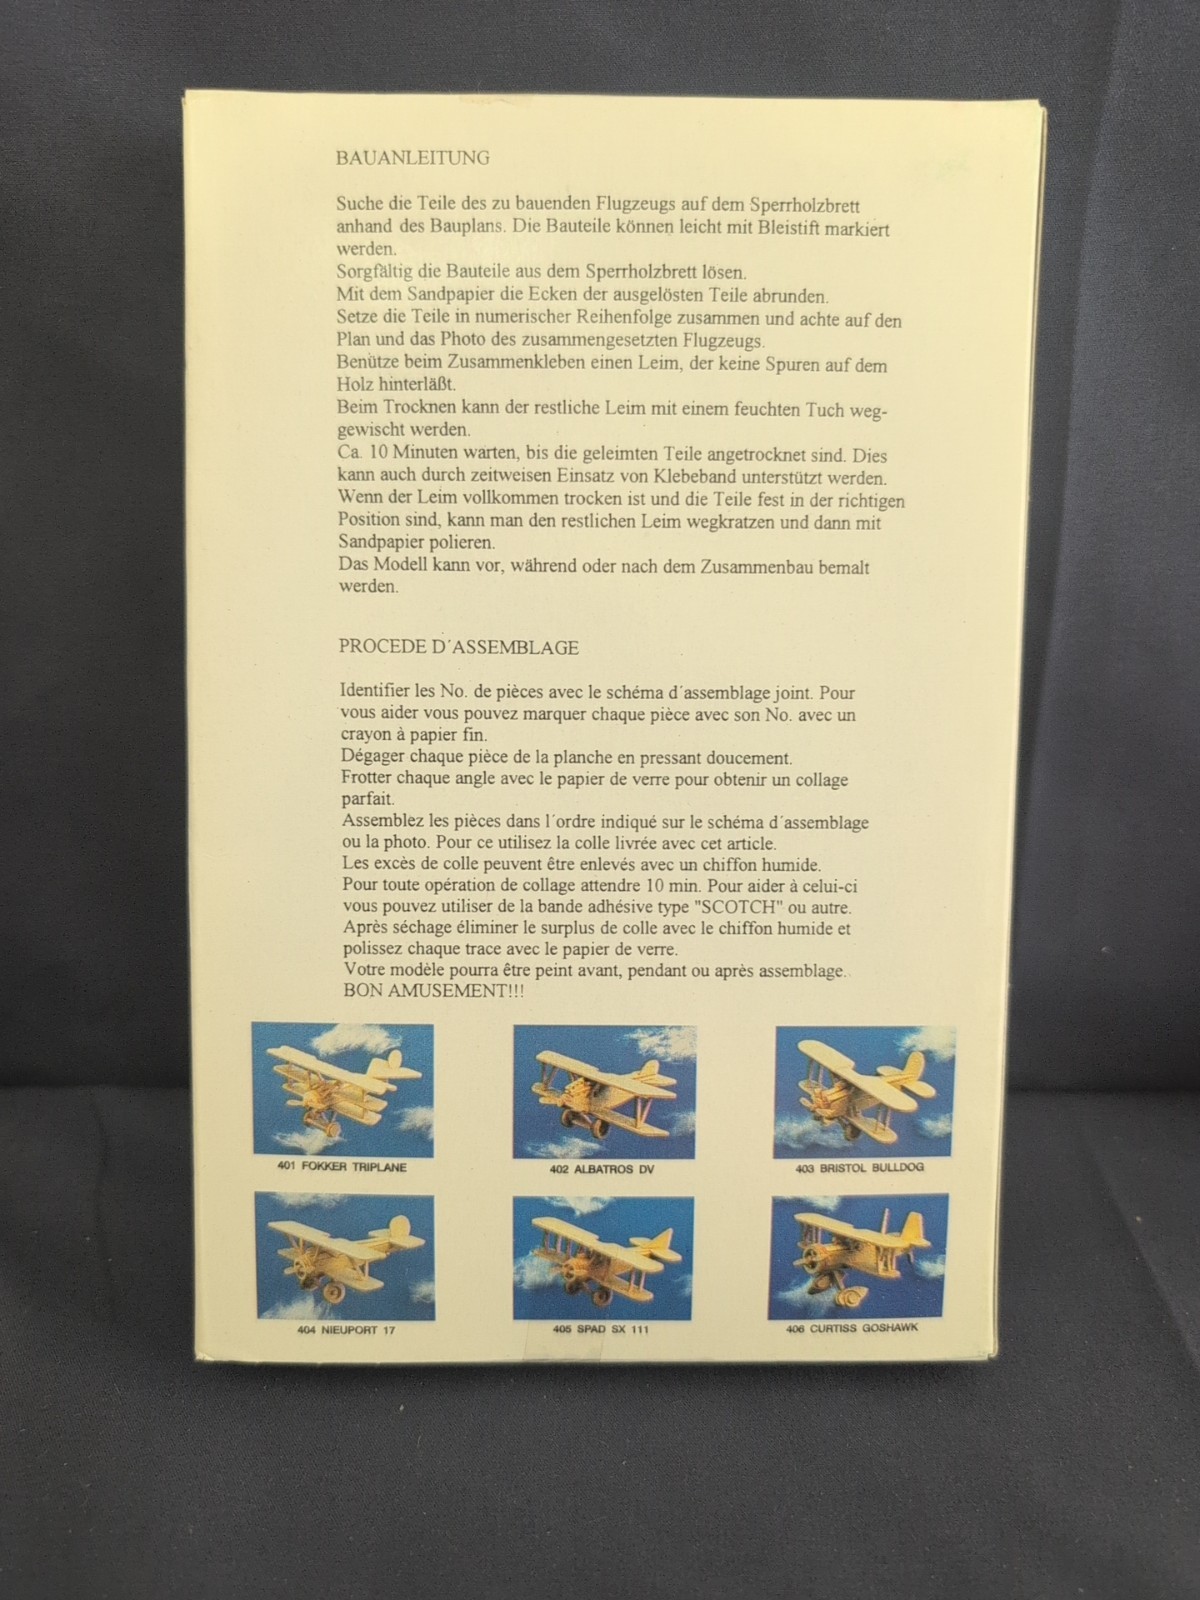 BAUANLEITUNG
Suche die Teile des zu bauenden Flugzeugs auf dem Sperrholzbrett
anhand des Bauplans. Die Bauteile können leicht mit Bleistift markiert
werden.
Sorgfältig die Bauteile aus dem Sperrholzbrett lösen.
Mit dem Sandpapier die Ecken der ausgelösten Teile abrunden.
Setze die Teile in numerischer Reihenfolge zusammen und achte auf den
Plan und das Photo des zusammengesetzten Flugzeugs.
Benütze beim Zusammenkleben einen Leim, der keine Spuren auf dem
Holz hinterläßt.
Beim Trocknen kann der restliche Leim mit einem feuchten Tuch weg-
gewischt werden.
Ca. 10 Minuten warten, bis die geleimten Teile angetrocknet sind. Dies
kann auch durch zeitweisen Einsatz von Klebeband unterstützt werden.
Wenn der Leim vollkommen trocken ist und die Teile fest in der richtigen
Position sind, kann man den restlichen Leim wegkratzen und dann mit
Sandpapier polieren.
Das Modell kann vor, während oder nach dem Zusammenbau bemalt
werden.
PROCEDE D´ASSEMBLAGE
Identifier les No. de pièces avec le schéma d´assemblage joint. Pour
vous aider vous pouvez marquer chaque pièce avec son No. avec un
crayon à papier fin.
Dégager chaque pièce de la planche en pressant doucement.
Frotter chaque angle avec le papier de verre pour obtenir un collage
parfait.
Assemblez les pièces dans l´ordre indiqué sur le schéma d´assemblage
ou la photo. Pour ce utilisez la colle livrée avec cet article.
Les excès de colle peuvent être enlevés avec un chiffon humide.
Pour toute opération de collage attendre 10 min. Pour aider à celui-ci
vous pouvez utiliser de la bande adhésive type "SCOTCH" ou autre.
Après séchage éliminer le surplus de colle avec le chiffon humide et
polissez chaque trace avec le papier de verre.
Votre modèle pourra être peint avant, pendant ou après assemblage.
BON AMUSEMENT!!!
401 FOKKER TRIPLANE
402 ALBATROS DV
403 BRISTOL BULLDOG
404 NIEUPORT 17
405 SPAD SX 111
406 CURTISS GOSHAWK